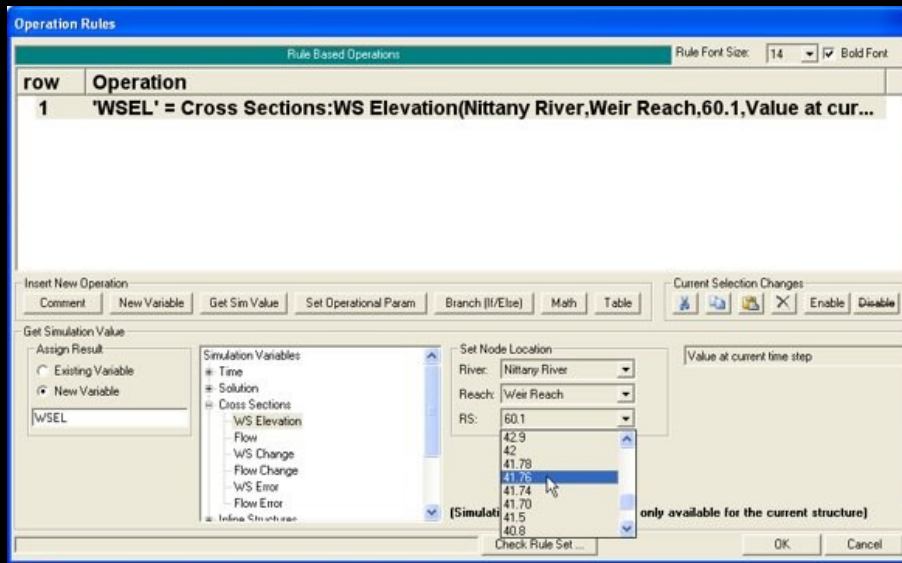 Operation Rules
Rule Based Operations
Rule Font Size: 14 Bold Font
row Operation
1 'WSEL' = Cross Sections:WS Elevation(Nittany River,Weir Reach,60.1,Value at cur...
Insert New Operation
Current Selection Changes
Comment New Variable Get Sim Value Set Operational Param Branch (If/Else) Math Table Enable Disable
Get Simulation Value
Assign Result
Existing Variable
New Variable
WSEL
Simulation Variables
Time
Solution
Cross Sections
WS Elevation
Flow
WS Change
Flow Change
WS Error
Flow Error
Inline Structures
Set Node Location
River: Nittany River
Reach: Weir Reach
RS: 60.1
42.9
42
41.78
41.76
41.74
41.70
41.5
40.8
Value at current time step
(Simulati only available for the current structure)
Check Rule Set ... OK Cancel